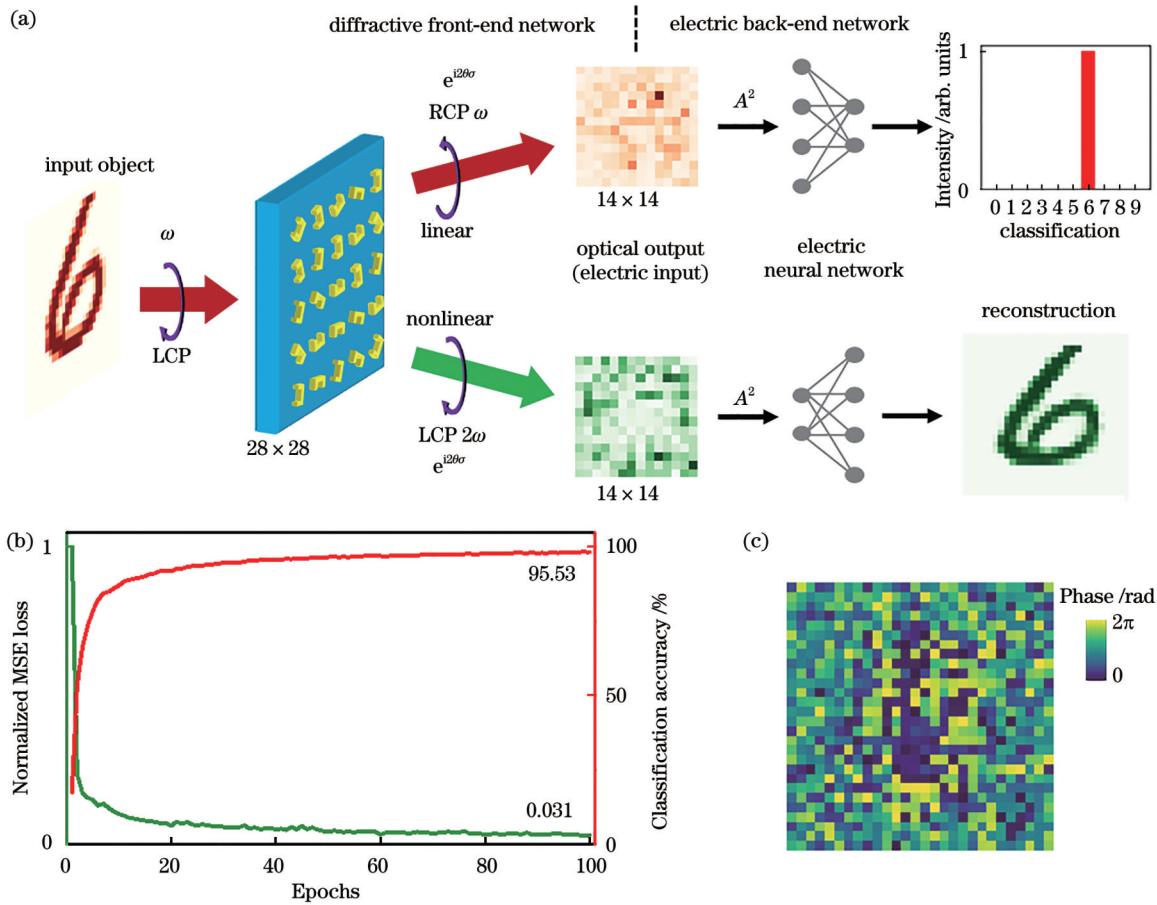 (a)
diffractive front-end network
electric back-end network
input object
ω
LCP
28 × 28
e^{i2θσ}
RCP ω
linear
nonlinear
LCP 2ω
e^{i2θσ}
14 × 14
optical output
(electric input)
14 × 14
A²
electric
neural network
A²
Intensity /arb. units
1
0
0 1 2 3 4 5 6 7 8 9
classification
reconstruction
(b)
Normalized MSE loss
1
0
95.53
0.031
100
50
0
Classification accuracy /%
0 20 40 60 80 100
Epochs
(c)
Phase /rad
2π
0